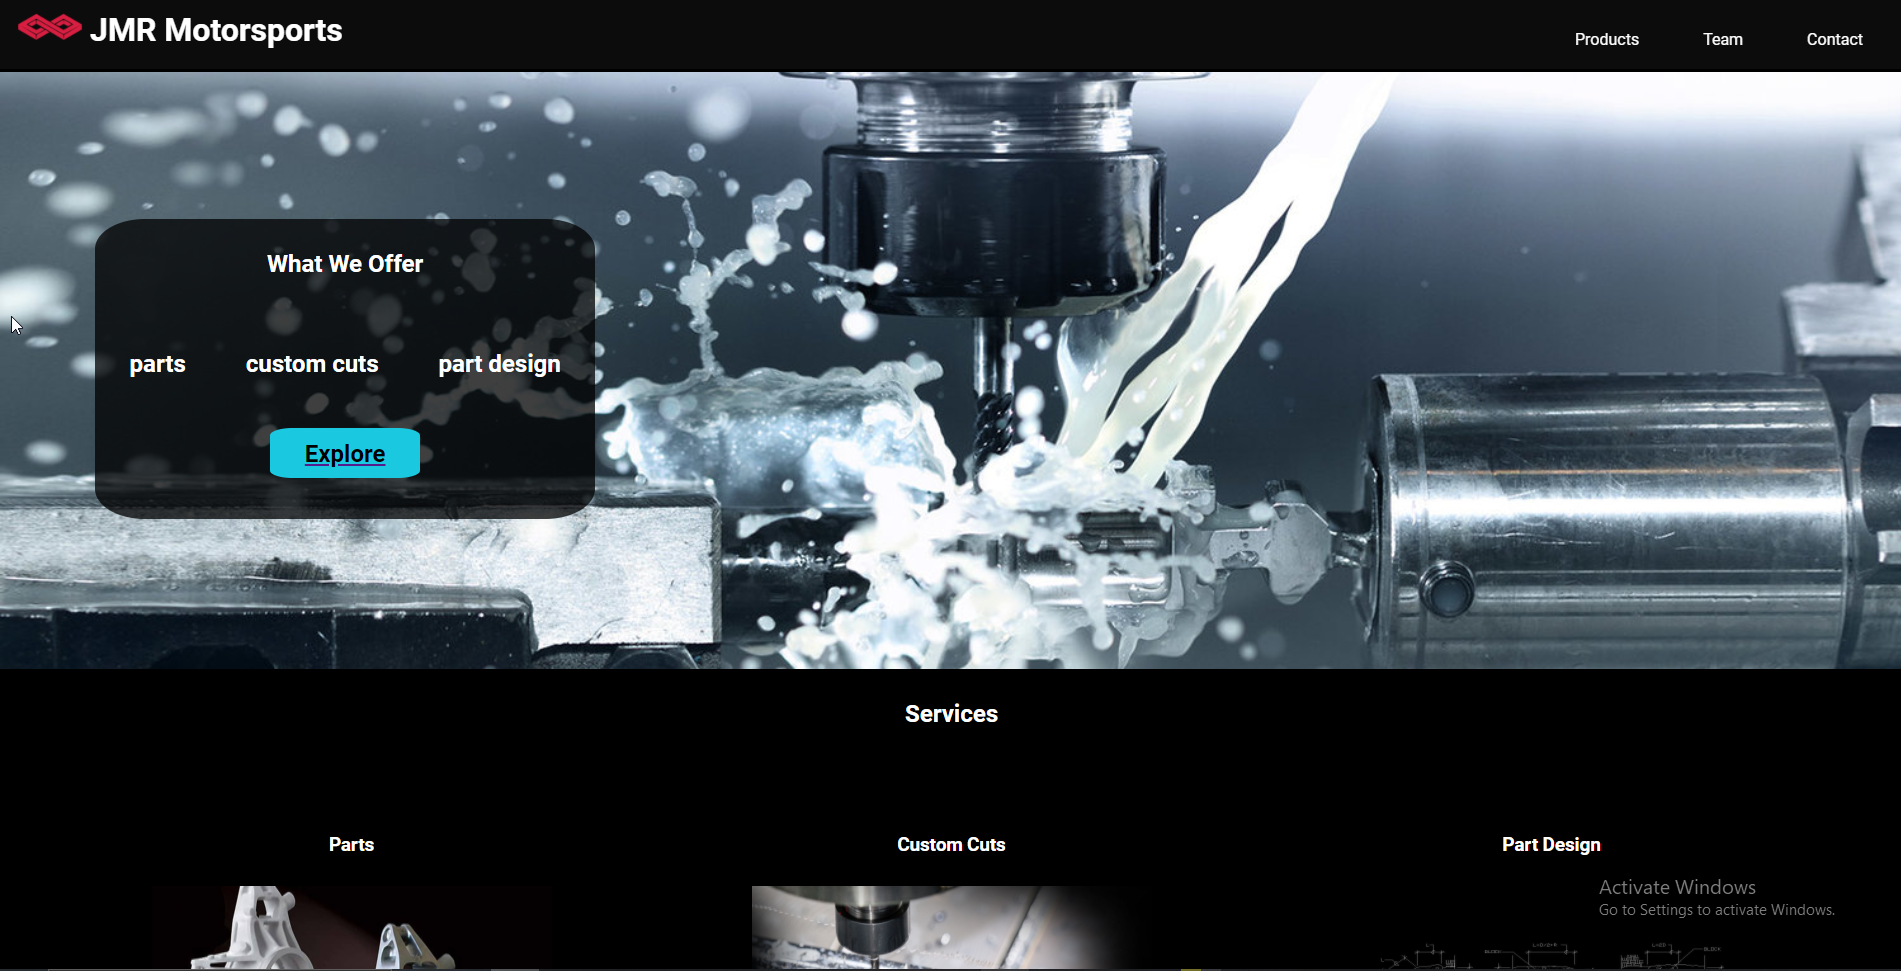 JMR Motorsports
Products Team Contact
What We Offer
parts custom cuts part design
Explore
Services
Parts Custom Cuts Part Design
Activate Windows
Go to Settings to activate Windows.